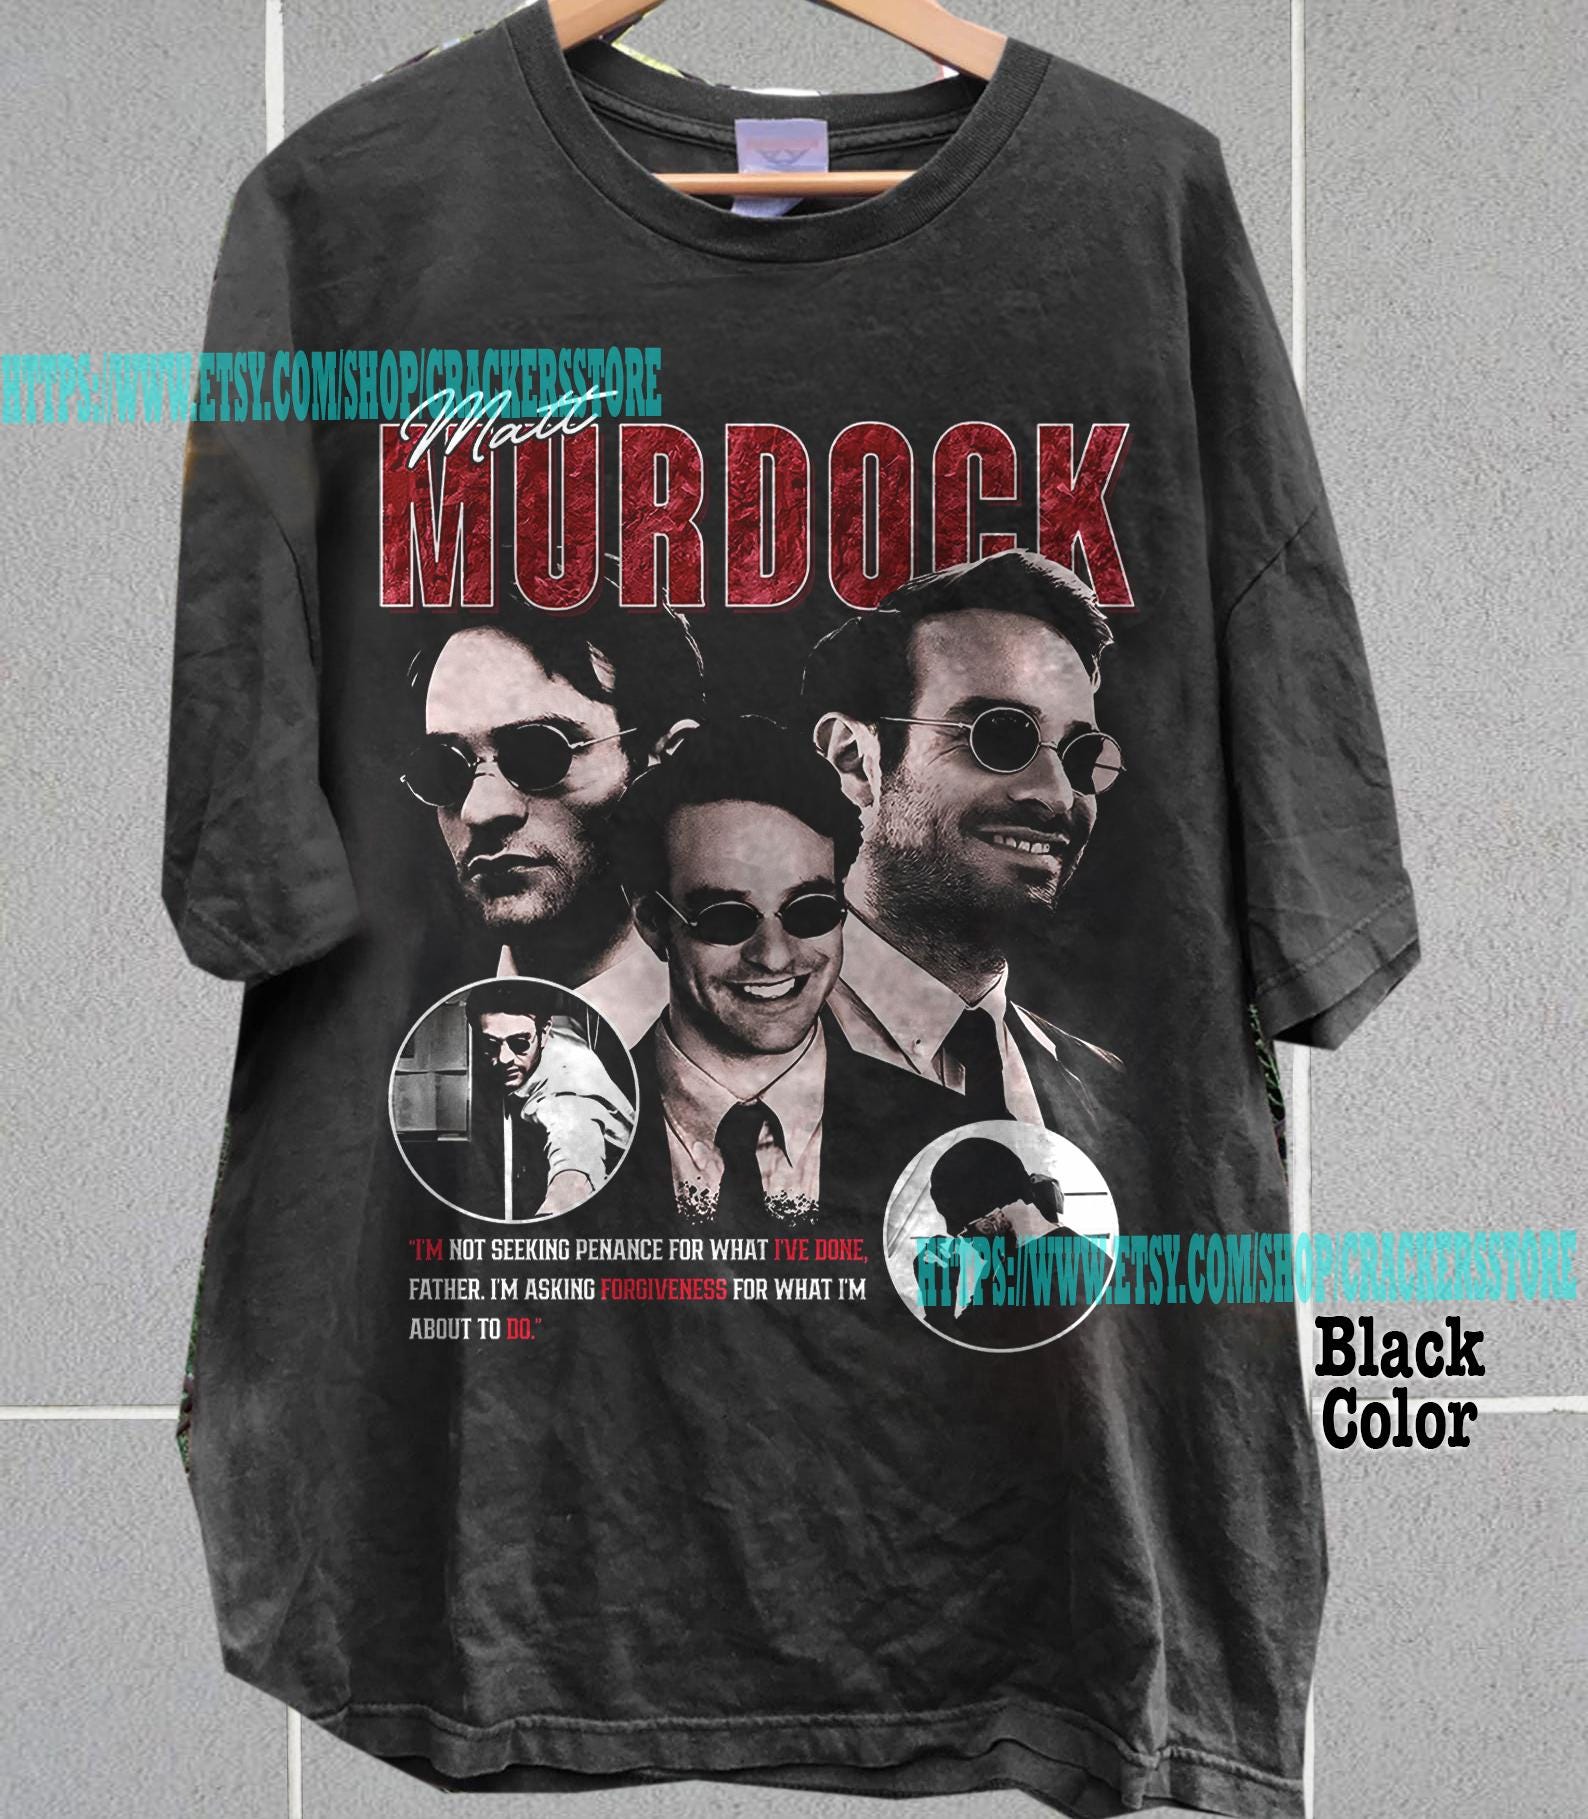 HTTPS://WWW.ETSY.COM/SHOP/CRACKERSSTORE
Matt
MURDOCK
"I'M NOT SEEKING PENANCE FOR WHAT I'VE DONE,
FATHER. I'M ASKING FORGIVENESS FOR WHAT I'M
ABOUT TO DO."
HTTPS://WWW.ETSY.COM/SHOP/CRACKERSSTORE
Black
Color